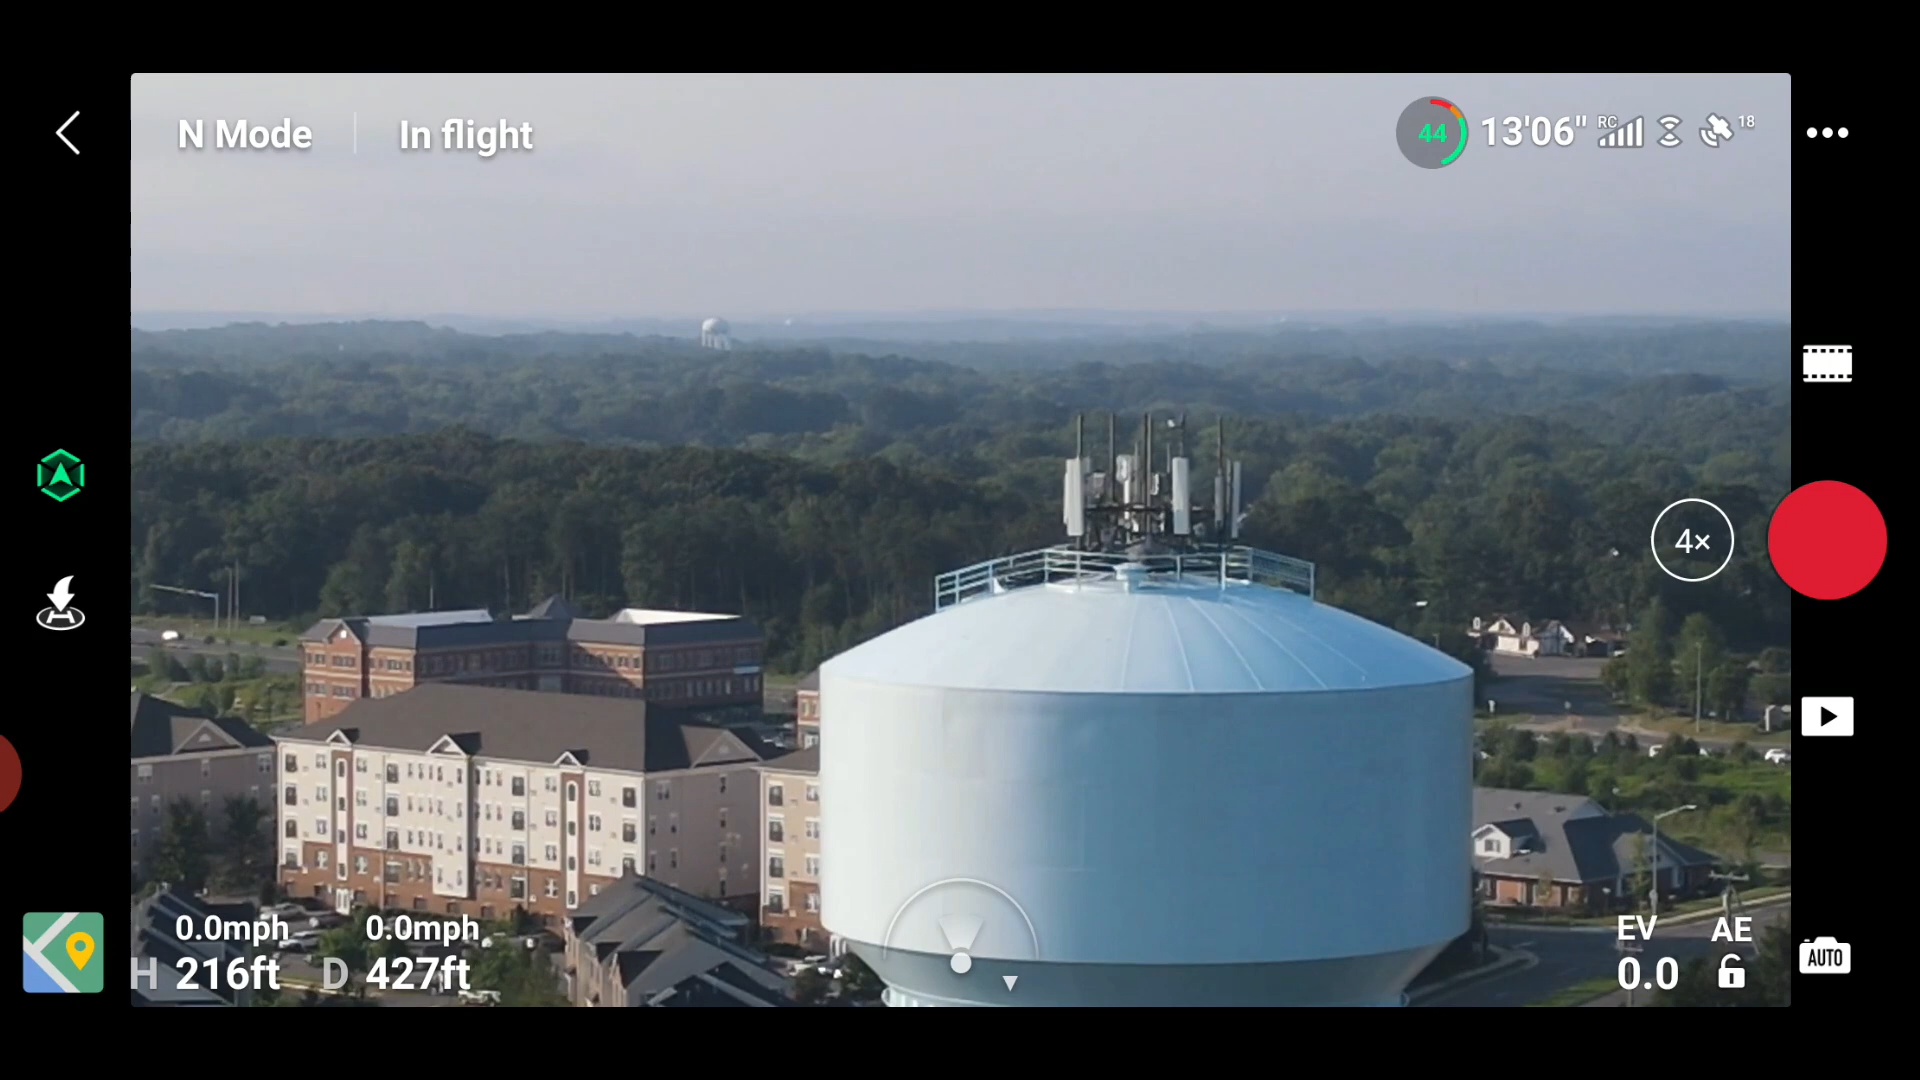 N Mode
In flight
44
13'06"
RC
18
4×
0.0mph
0.0mph
H 216ft
D 427ft
EV
0.0
AE
AUTO